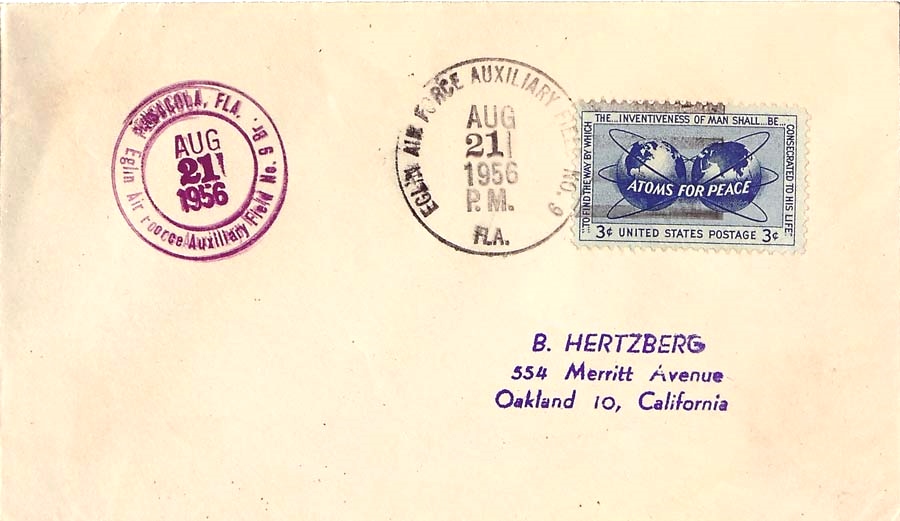 PENSACOLA, FLA.
AUG
21
1956
Eglin Air Foorce Auxiliary Field No. 9 Br.
EGLIN AIR FORCE AUXILIARY FIELD NO. 9
AUG
21
1956
P.M.
FLA.
THE...INVENTIVENESS OF MAN SHALL...BE...
...TO FIND THE WAY BY WHICH
CONSECRATED TO HIS LIFE
ATOMS FOR PEACE
3¢ UNITED STATES POSTAGE 3¢
B. HERTZBERG
554 Merritt Avenue
Oakland 10, California